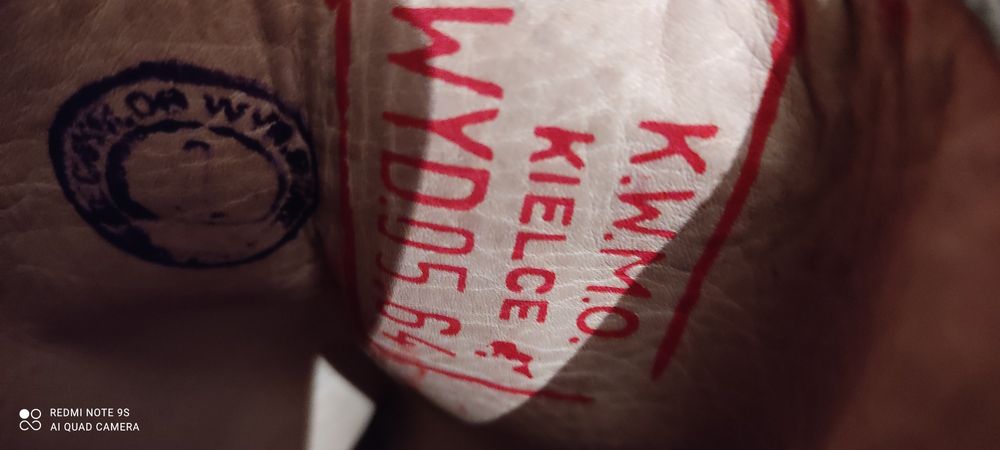 K.W.M.O.
KIELCE
WYD.05.64
REDMI NOTE 9S
AI QUAD CAMERA